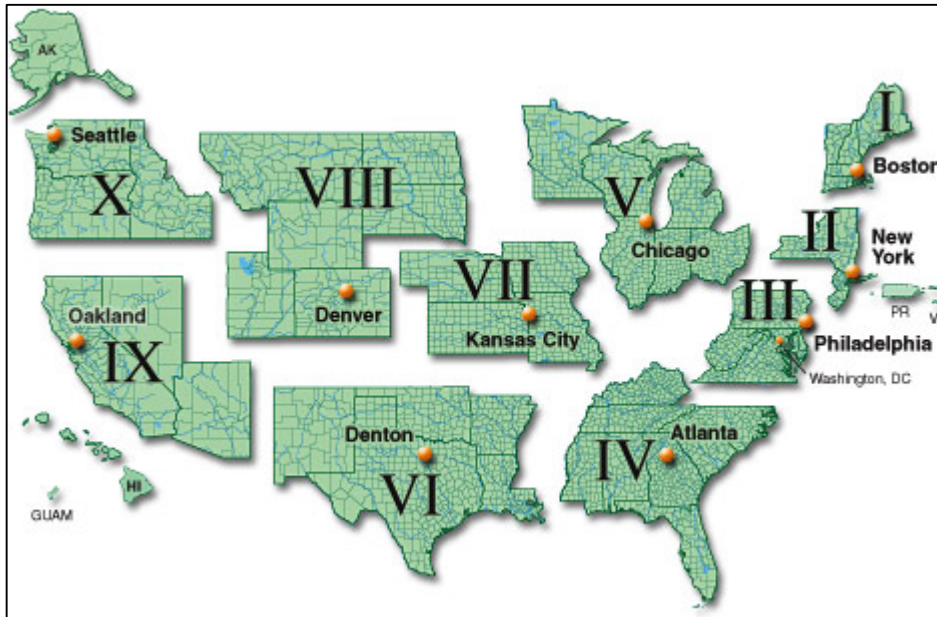 AK
Seattle
X
VIII
Denver
V
Chicago
I
Boston
II
New
York
PR
V
III
Philadelphia
Washington, DC
VII
Kansas City
Oakland
IX
HI
GUAM
Denton
VI
Atlanta
IV